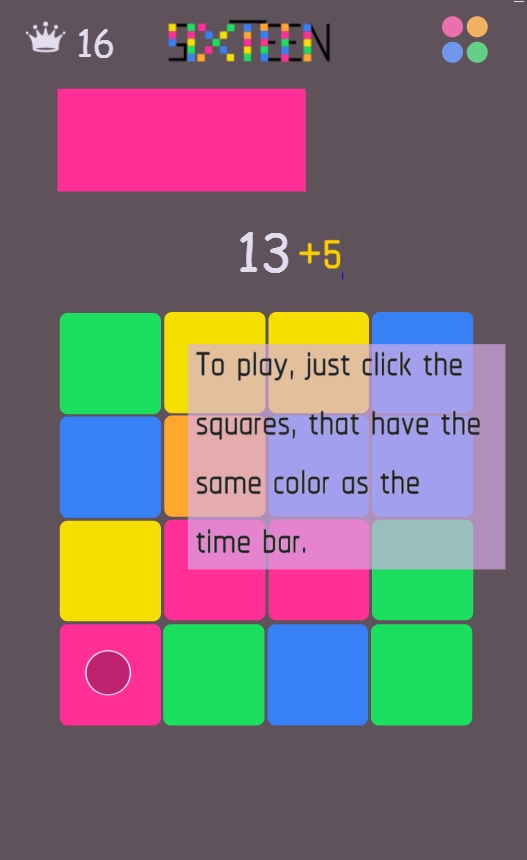 16
SIXTEEN
13 +5
To play, just click the
squares, that have the
same color as the
time bar.